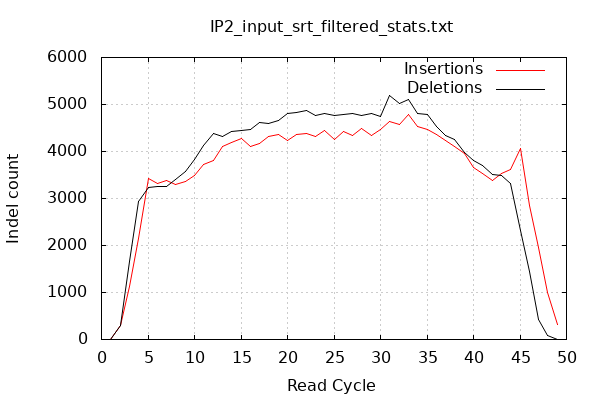 IP2_input_srt_filtered_stats.txt
Insertions
Deletions
6000
5000
4000
3000
2000
1000
0
Indel count
0 5 10 15 20 25 30 35 40 45 50
Read Cycle